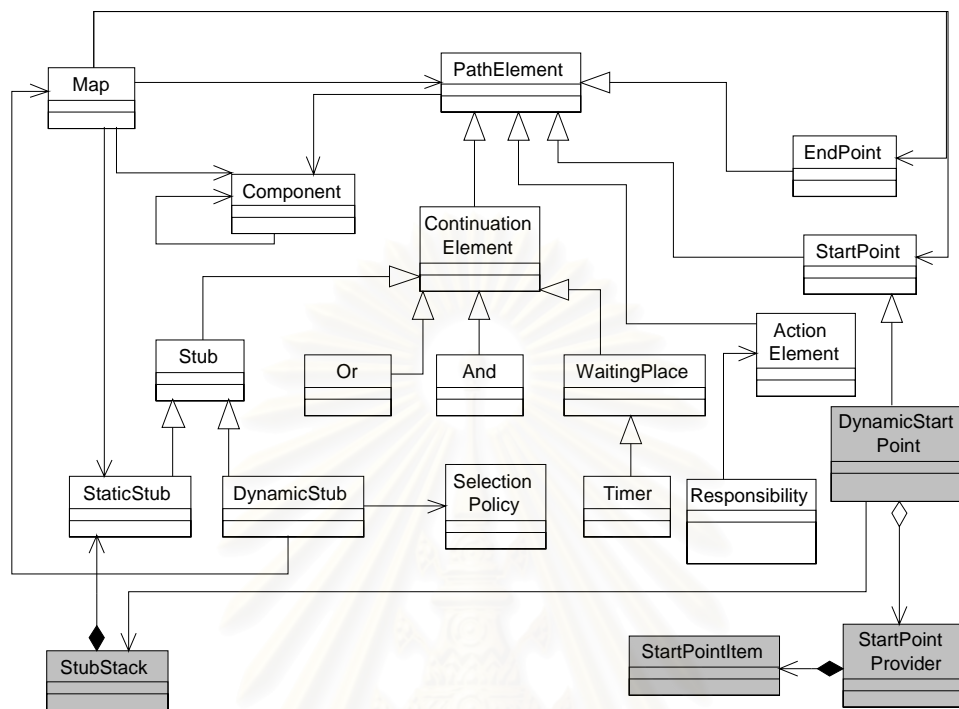 Map
PathElement
EndPoint
Component
Continuation
Element
StartPoint
Action
Element
Stub
Or
And
WaitingPlace
DynamicStart
Point
StaticStub
DynamicStub
Selection
Policy
Timer
Responsibility
StubStack
StartPointItem
StartPoint
Provider